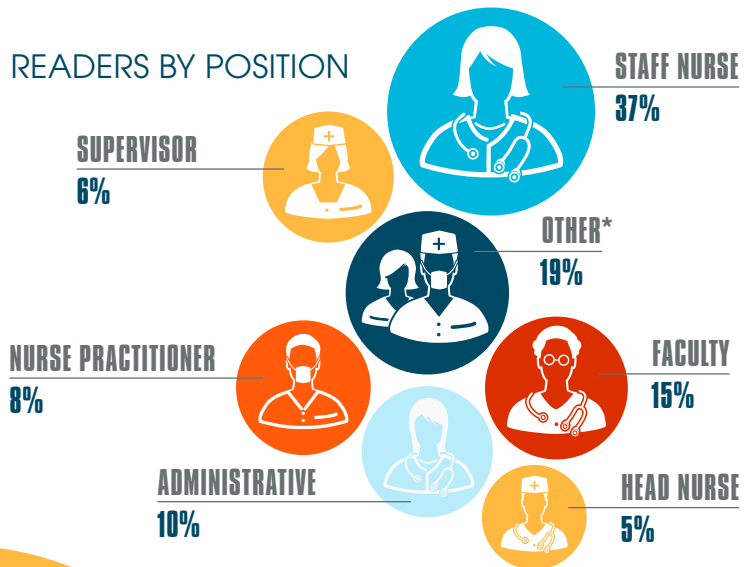 READERS BY POSITION
STAFF NURSE
37%
SUPERVISOR
6%
OTHER*
19%
NURSE PRACTITIONER
8%
FACULTY
15%
ADMINISTRATIVE
10%
HEAD NURSE
5%